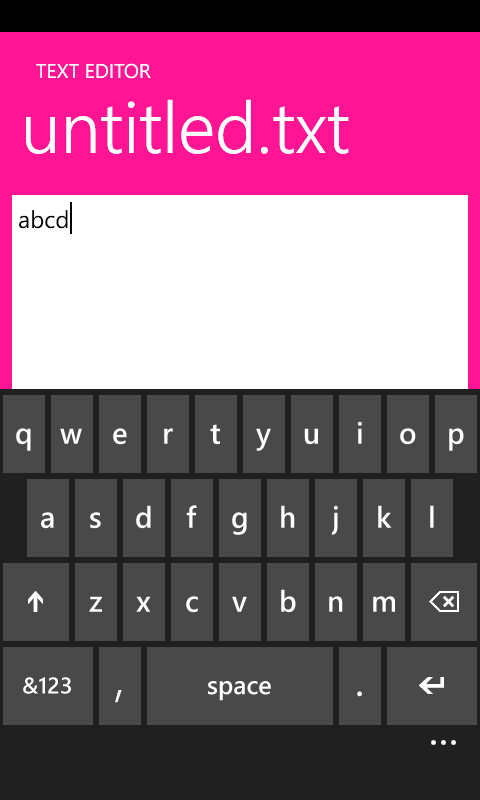 TEXT EDITOR
untitled.txt
abcd
q w e r t y u i o p
a s d f g h j k l
z x c v b n m
&123 , space .